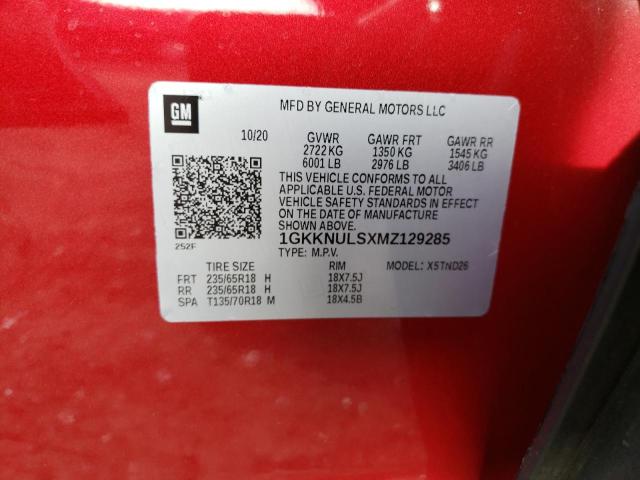 GM
MFD BY GENERAL MOTORS LLC
10/20 GVWR GAWR FRT GAWR RR
2722 KG 1350 KG 1545 KG
6001 LB 2976 LB 3406 LB
THIS VEHICLE CONFORMS TO ALL
APPLICABLE U.S. FEDERAL MOTOR
VEHICLE SAFETY STANDARDS IN EFFECT
ON THE DATE OF MANUFACTURE
SHOWN ABOVE.
252F 1GKKNULSXMZ129285
TYPE: M.P.V. MODEL: X5TND26
TIRE SIZE RIM
FRT 235/65R18 H 18X7.5J
RR 235/65R18 H 18X7.5J
SPA T135/70R18 M 18X4.5B